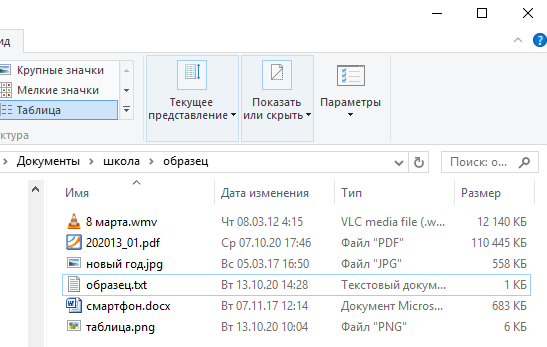 ид
Крупные значки
Мелкие значки
Таблица
ктура
Текущее
представление
Показать
или скрыть
Параметры
Документы > школа > образец
Поиск: о...
Имя Дата изменения Тип Размер
8 марта.wmv Чт 08.03.12 4:15 VLC media file (.w... 12 140 КБ
202013_01.pdf Ср 07.10.20 17:46 Файл "PDF" 110 445 КБ
новый год.jpg Вс 05.03.17 16:50 Файл "JPG" 558 КБ
образец.txt Вт 13.10.20 14:28 Текстовый докум... 1 КБ
смартфон.docx Вт 07.11.17 12:14 Документ Micros... 683 КБ
таблица.png Вт 13.10.20 10:04 Файл "PNG" 6 КБ